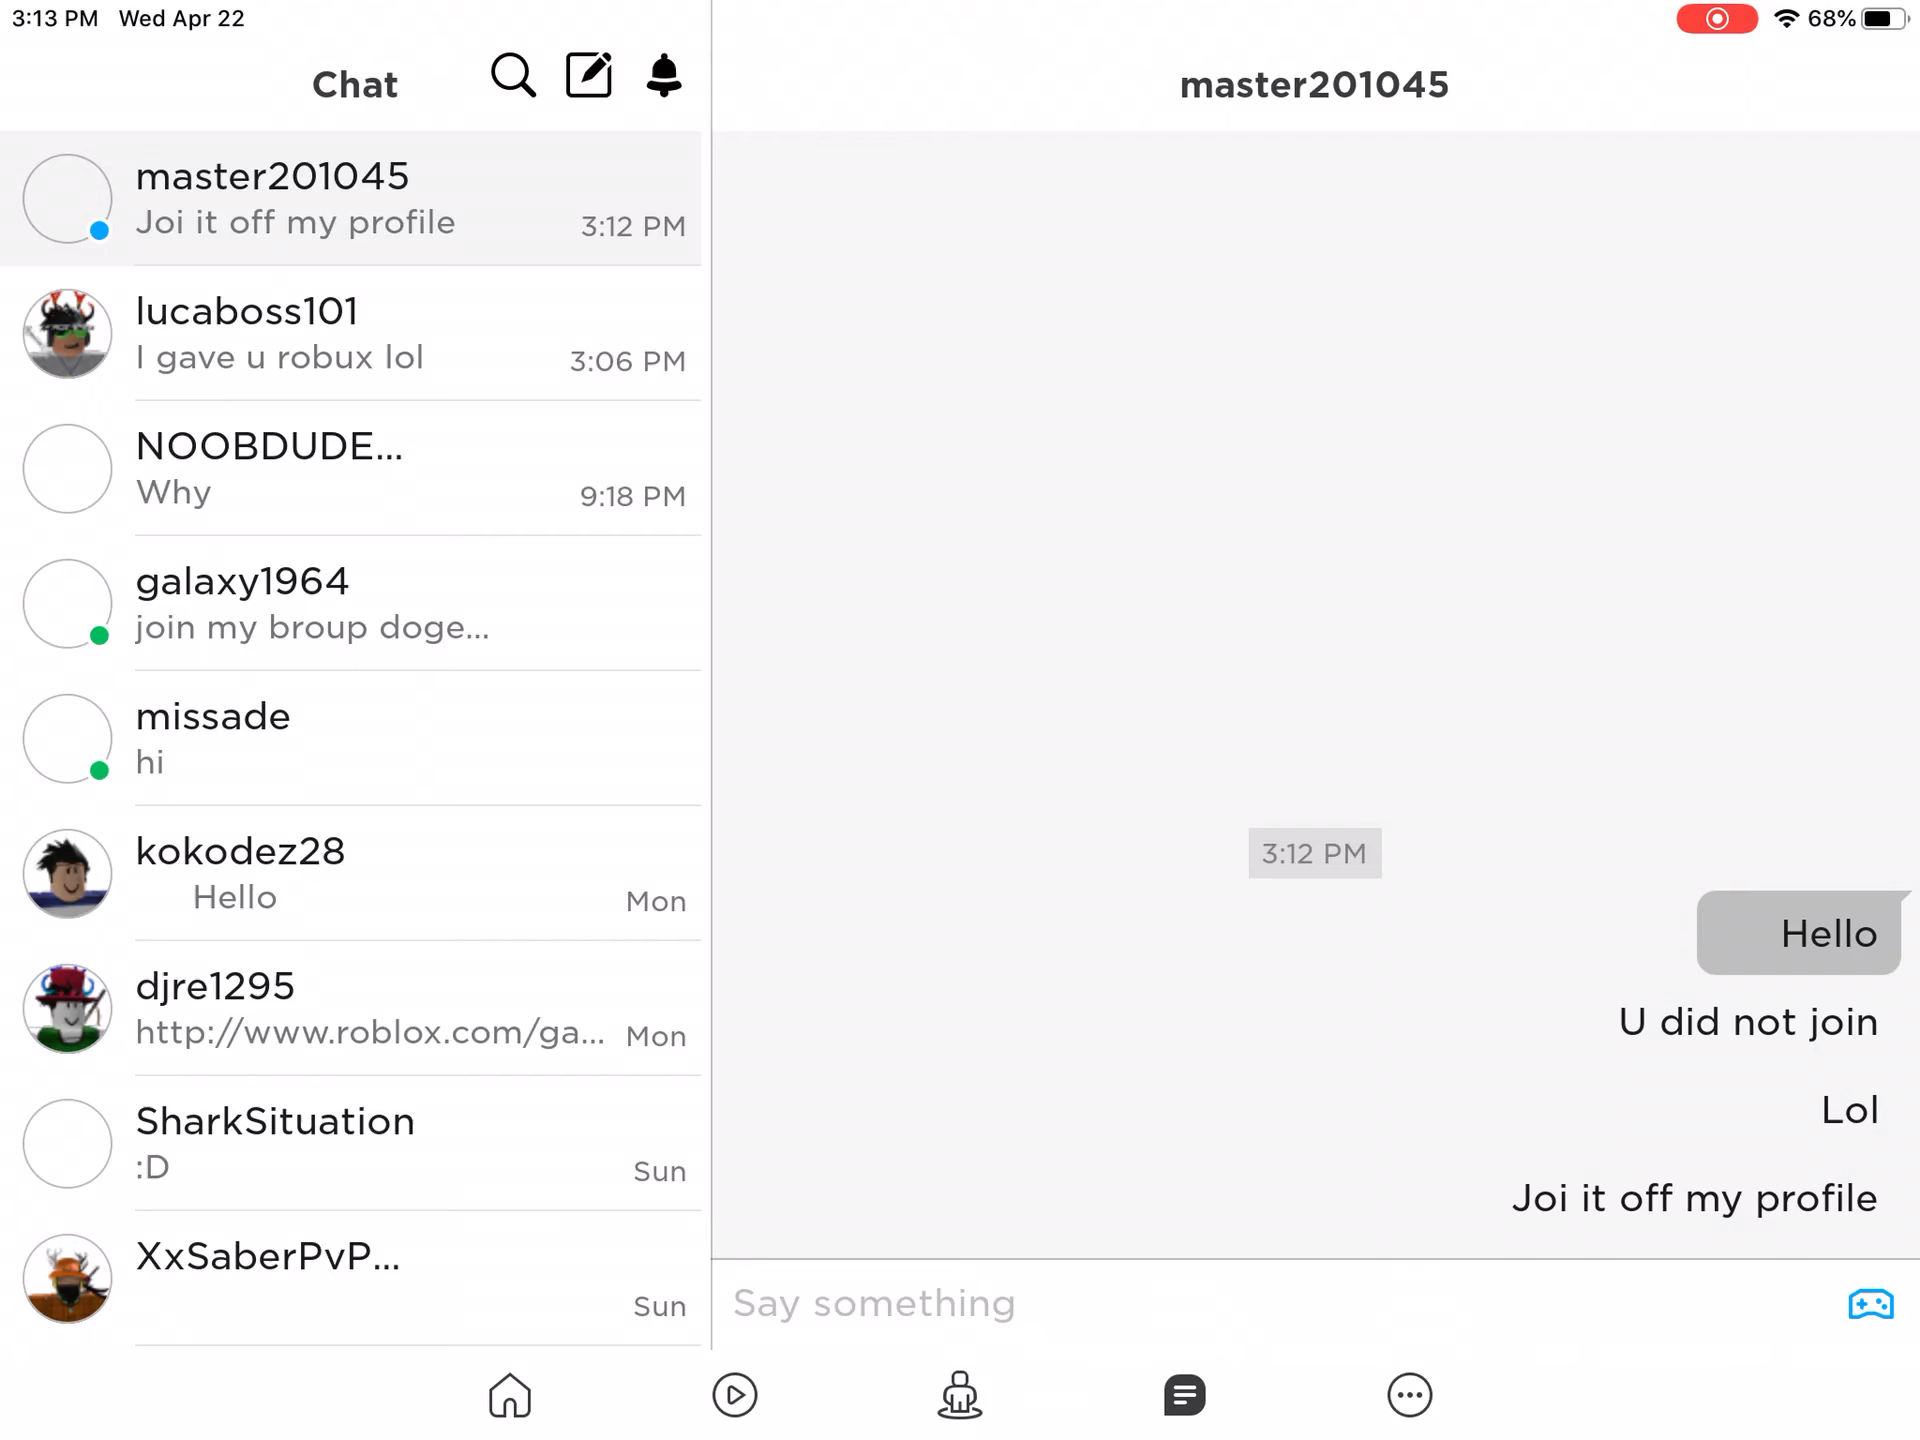 3:13 PM Wed Apr 22
68%
Chat
master201045
master201045
Joi it off my profile
3:12 PM
lucaboss101
I gave u robux lol
3:06 PM
NOOBDUDE...
Why
9:18 PM
galaxy1964
join my broup doge...
missade
hi
kokodez28
Hello
Mon
djre1295
http://www.roblox.com/ga...
Mon
SharkSituation
:D
Sun
XxSaberPvP...
Sun
3:12 PM
Hello
U did not join
Lol
Joi it off my profile
Say something